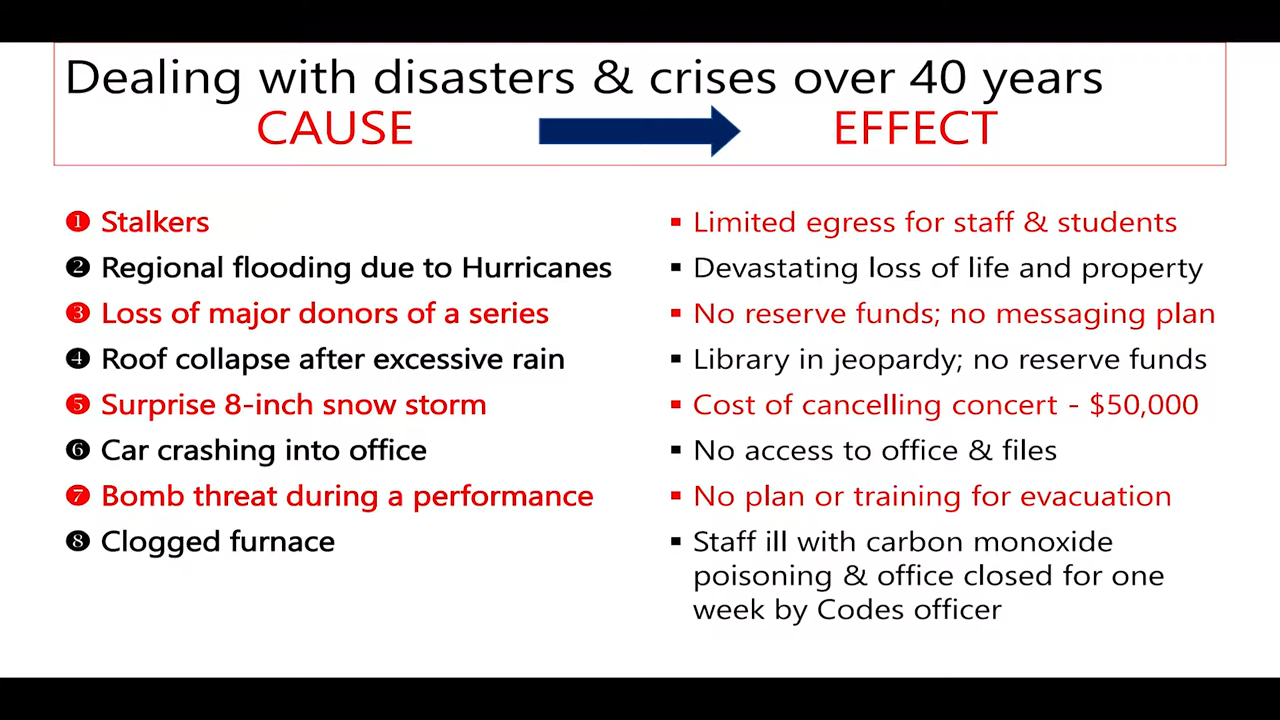 Dealing with disasters & crises over 40 years
CAUSE EFFECT
❶ Stalkers
▪ Limited egress for staff & students
❷ Regional flooding due to Hurricanes
▪ Devastating loss of life and property
❸ Loss of major donors of a series
▪ No reserve funds; no messaging plan
❹ Roof collapse after excessive rain
▪ Library in jeopardy; no reserve funds
❺ Surprise 8-inch snow storm
▪ Cost of cancelling concert - $50,000
❻ Car crashing into office
▪ No access to office & files
❼ Bomb threat during a performance
▪ No plan or training for evacuation
❽ Clogged furnace
▪ Staff ill with carbon monoxide
poisoning & office closed for one
week by Codes officer